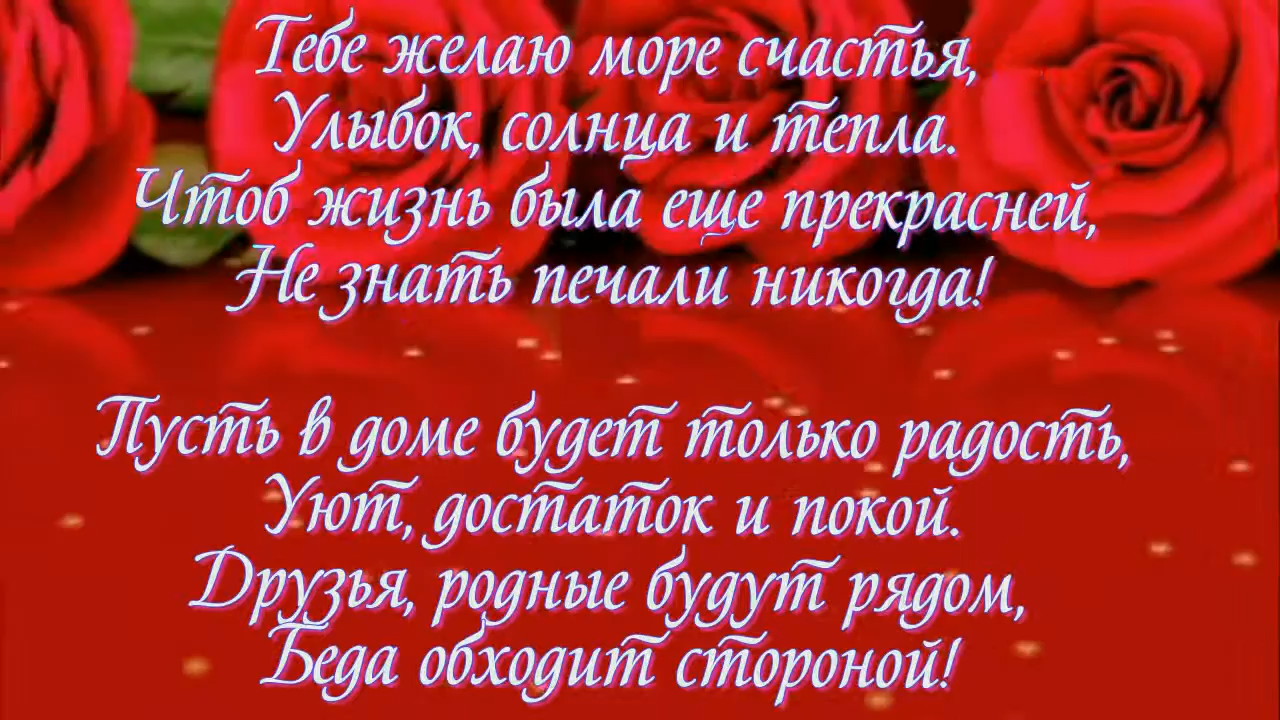 Тебе желаю море счастья,
Улыбок, солнца и тепла.
Чтоб жизнь была еще прекрасней,
Не знать печали никогда!
Пусть в доме будет только радость,
Уют, достаток и покой.
Друзья, родные будут рядом,
Беда обходит стороной!